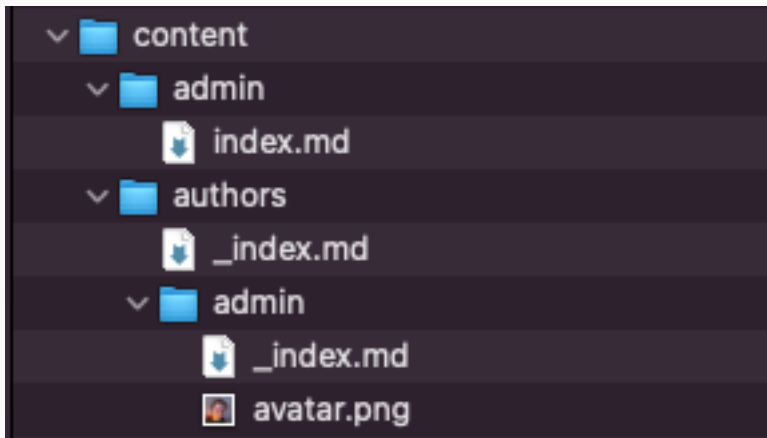 content
admin
index.md
authors
_index.md
admin
_index.md
avatar.png